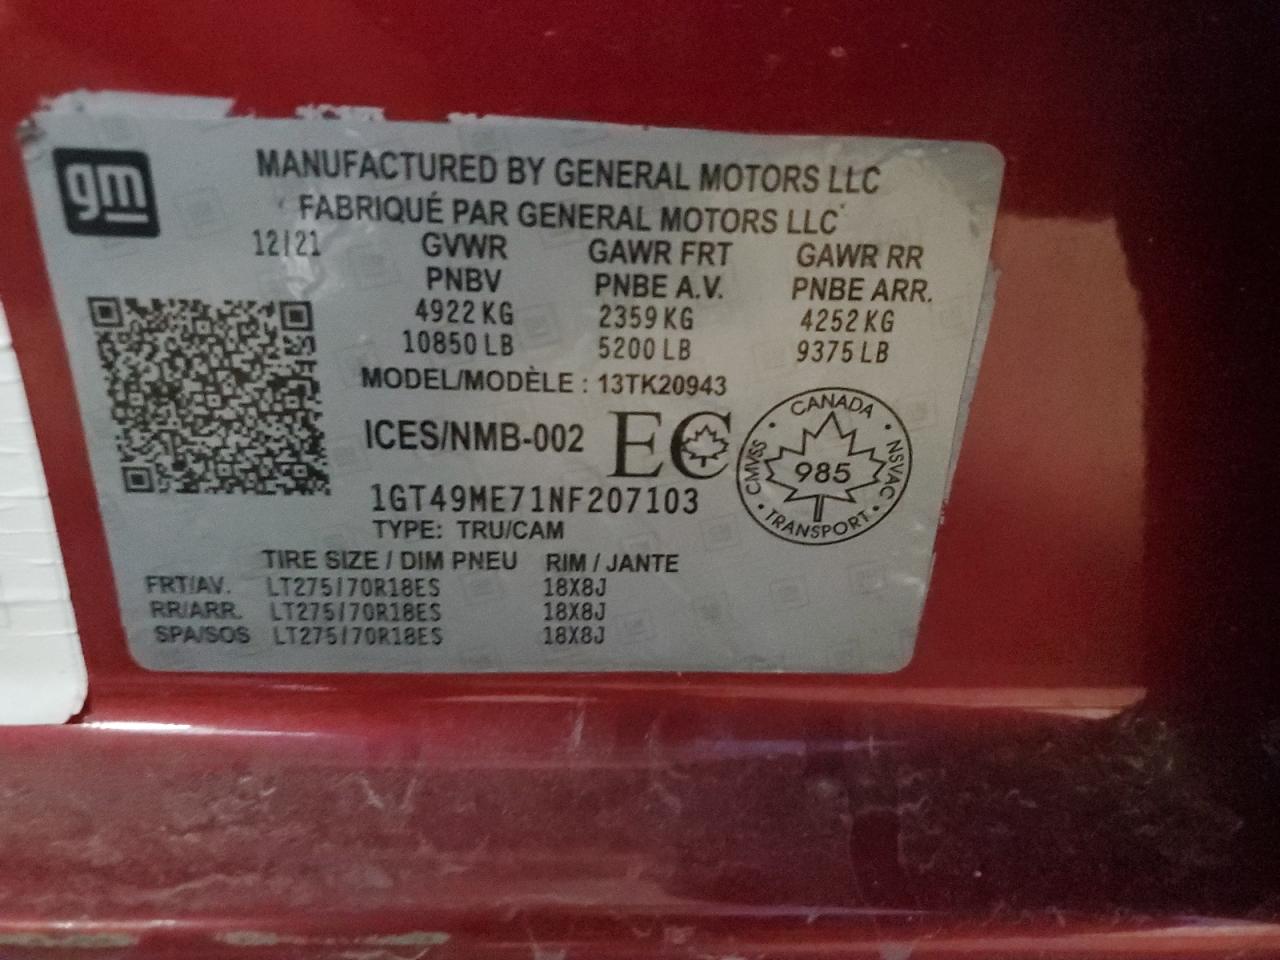 gm
MANUFACTURED BY GENERAL MOTORS LLC
FABRIQUÉ PAR GENERAL MOTORS LLC
12/21 GVWR GAWR FRT GAWR RR
PNBV PNBE A.V. PNBE ARR.
4922 KG 2359 KG 4252 KG
10850 LB 5200 LB 9375 LB
MODEL/MODÈLE : 13TK20943
ICES/NMB-002 EC
CANADA
CMVSS 985 NSVAC
TRANSPORT
1GT49ME71NF207103
TYPE: TRU/CAM
TIRE SIZE / DIM PNEU RIM / JANTE
FRT/AV. LT275/70R18ES 18X8J
RR/ARR. LT275/70R18ES 18X8J
SPA/SOS LT275/70R18ES 18X8J